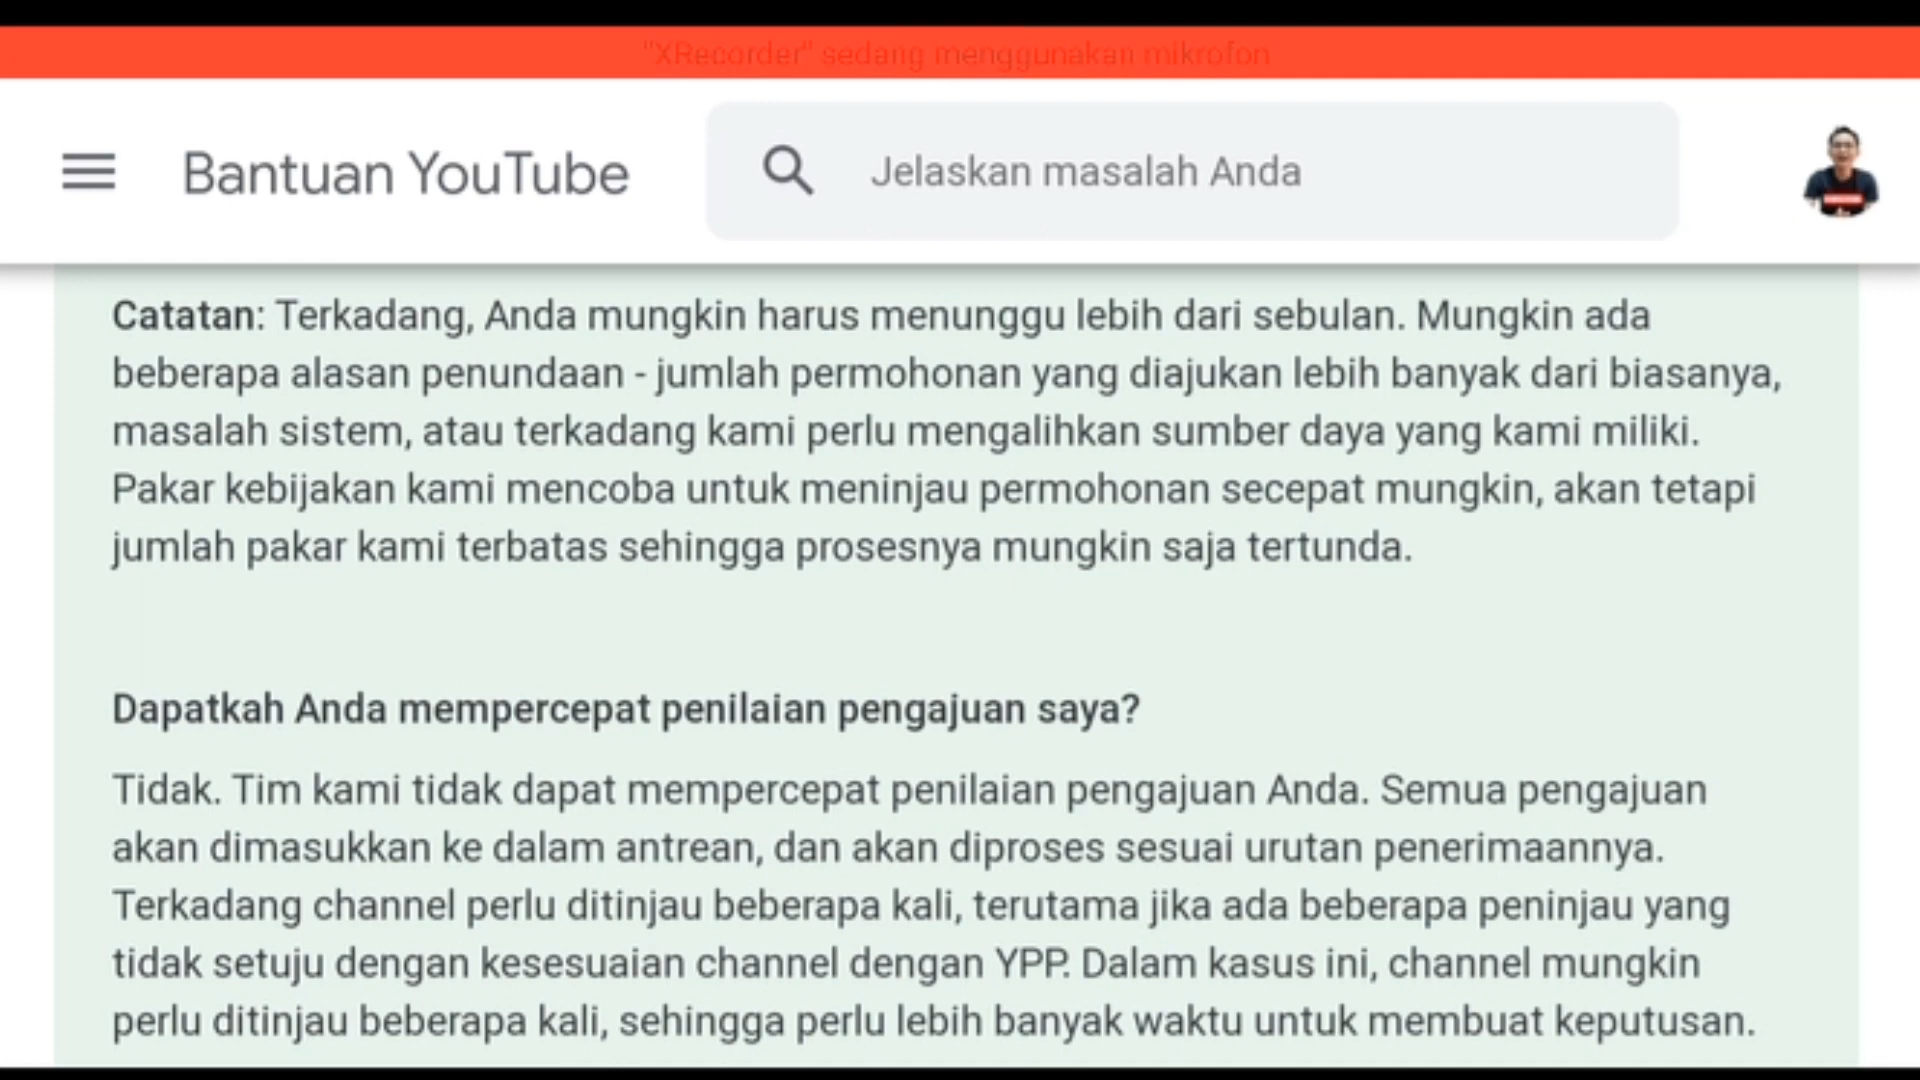 "XRecorder" sedang menggunakan mikrofon
Bantuan YouTube
Jelaskan masalah Anda
Catatan: Terkadang, Anda mungkin harus menunggu lebih dari sebulan. Mungkin ada
beberapa alasan penundaan - jumlah permohonan yang diajukan lebih banyak dari biasanya,
masalah sistem, atau terkadang kami perlu mengalihkan sumber daya yang kami miliki.
Pakar kebijakan kami mencoba untuk meninjau permohonan secepat mungkin, akan tetapi
jumlah pakar kami terbatas sehingga prosesnya mungkin saja tertunda.
Dapatkah Anda mempercepat penilaian pengajuan saya?
Tidak. Tim kami tidak dapat mempercepat penilaian pengajuan Anda. Semua pengajuan
akan dimasukkan ke dalam antrean, dan akan diproses sesuai urutan penerimaannya.
Terkadang channel perlu ditinjau beberapa kali, terutama jika ada beberapa peninjau yang
tidak setuju dengan kesesuaian channel dengan YPP. Dalam kasus ini, channel mungkin
perlu ditinjau beberapa kali, sehingga perlu lebih banyak waktu untuk membuat keputusan.